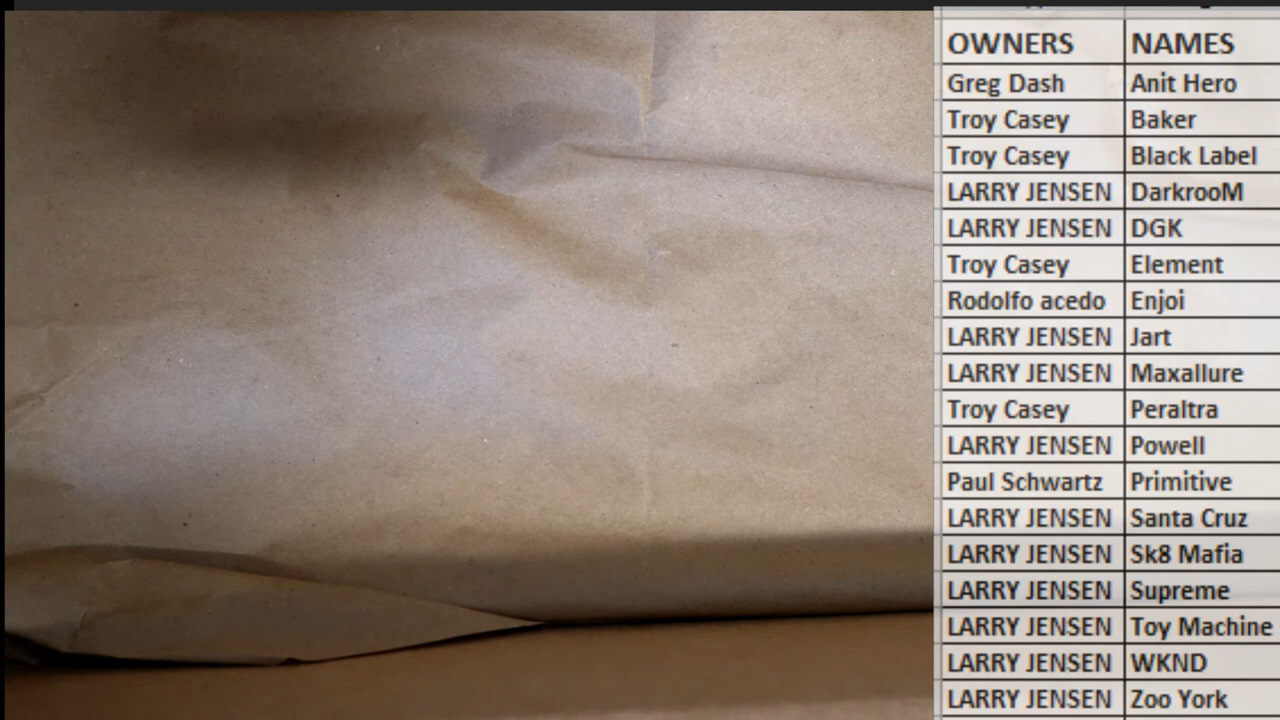 OWNERS NAMES
Greg Dash Anit Hero
Troy Casey Baker
Troy Casey Black Label
LARRY JENSEN DarkrooM
LARRY JENSEN DGK
Troy Casey Element
Rodolfo acedo Enjoi
LARRY JENSEN Jart
LARRY JENSEN Maxallure
Troy Casey Peraltra
LARRY JENSEN Powell
Paul Schwartz Primitive
LARRY JENSEN Santa Cruz
LARRY JENSEN Sk8 Mafia
LARRY JENSEN Supreme
LARRY JENSEN Toy Machine
LARRY JENSEN WKND
LARRY JENSEN Zoo York